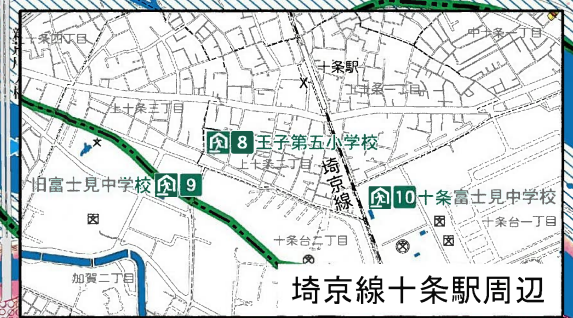 十条四丁目
中十条一丁目
十条駅
上十条三丁目
上十条一丁目
8 王子第五小学校
上十条二丁目
埼京線
旧富士見中学校 9
10 十条富士見中学校
十条台一丁目
十条台二丁目
加賀二丁目
埼京線十条駅周辺